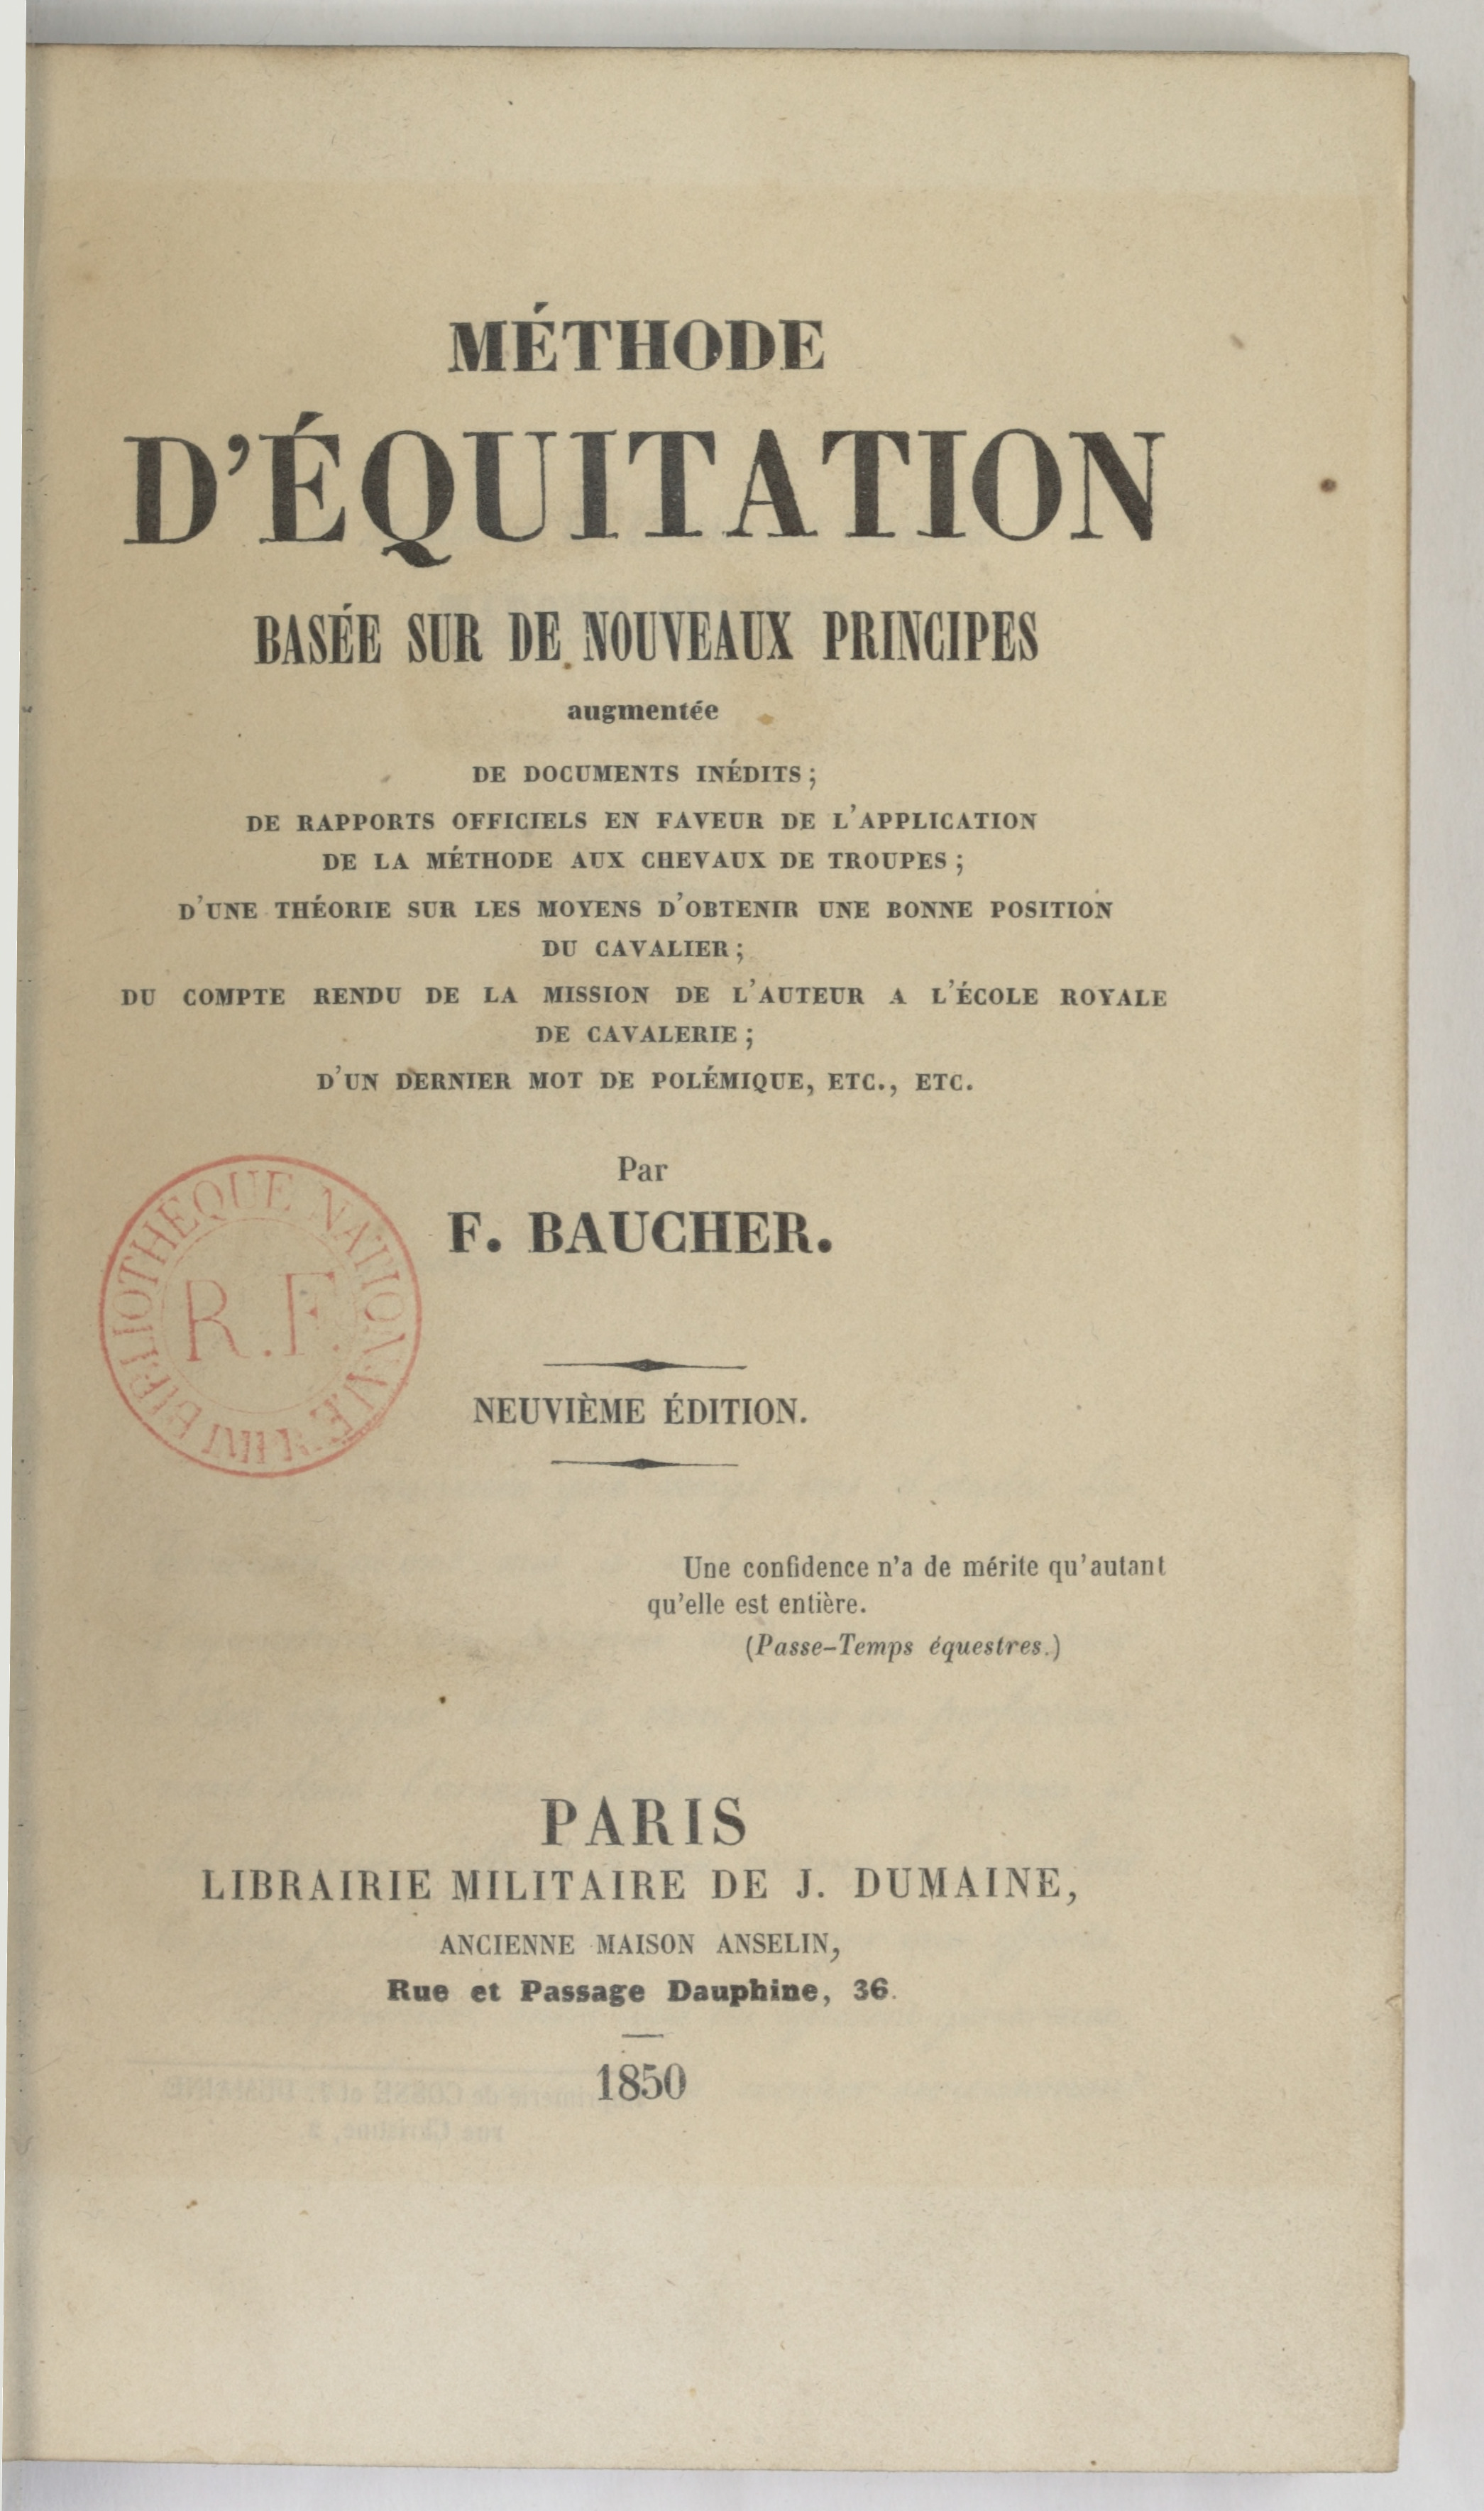 MÉTHODE
D'ÉQUITATION
BASÉE SUR DE NOUVEAUX PRINCIPES
augmentée
DE DOCUMENTS INÉDITS;
DE RAPPORTS OFFICIELS EN FAVEUR DE L'APPLICATION
DE LA MÉTHODE AUX CHEVAUX DE TROUPES;
D'UNE THÉORIE SUR LES MOYENS D'OBTENIR UNE BONNE POSITION
DU CAVALIER;
DU COMPTE RENDU DE LA MISSION DE L'AUTEUR A L'ÉCOLE ROYALE
DE CAVALERIE;
D'UN DERNIER MOT DE POLÉMIQUE, ETC., ETC.
Par
F. BAUCHER.
BIBLIOTHÈQUE NATIONALE
R.F.
NEUVIÈME ÉDITION.
Une confidence n'a de mérite qu'autant
qu'elle est entière.
(Passe-Temps équestres.)
PARIS
LIBRAIRIE MILITAIRE DE J. DUMAINE,
ANCIENNE MAISON ANSELIN,
Rue et Passage Dauphine, 36.
1850